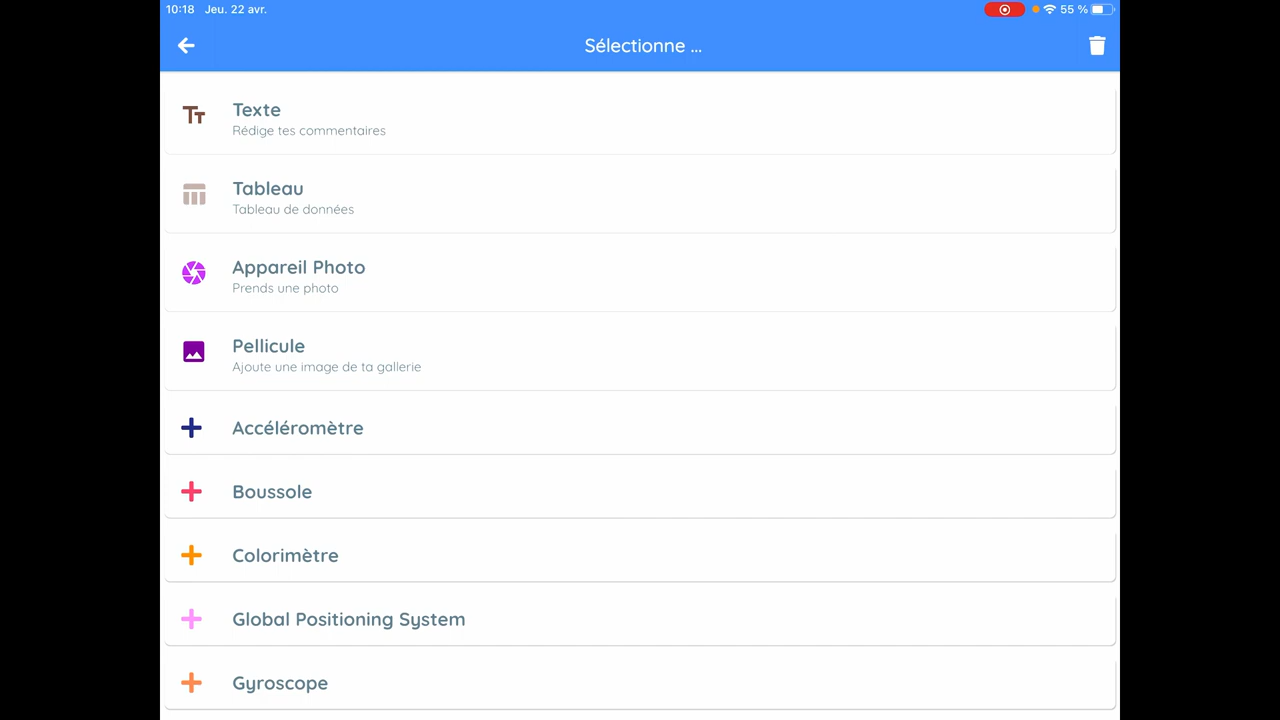 10:18 Jeu. 22 avr.
55 %
Sélectionne ...
Texte
Rédige tes commentaires
Tableau
Tableau de données
Appareil Photo
Prends une photo
Pellicule
Ajoute une image de ta gallerie
Accéléromètre
Boussole
Colorimètre
Global Positioning System
Gyroscope